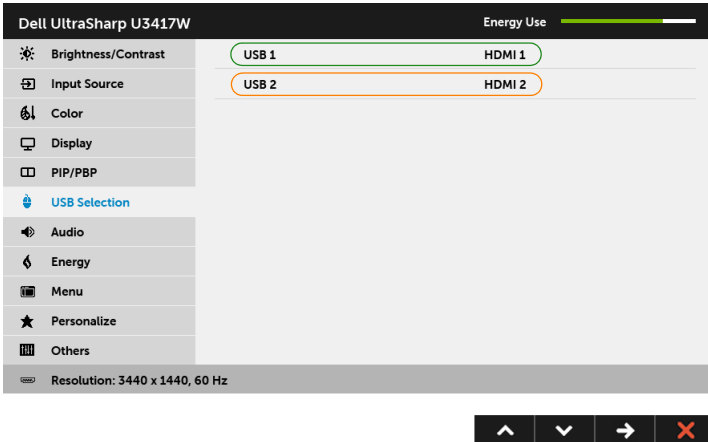 Dell UltraSharp U3417W Energy Use
Brightness/Contrast USB 1 HDMI 1
Input Source USB 2 HDMI 2
Color
Display
PIP/PBP
USB Selection
Audio
Energy
Menu
Personalize
Others
Resolution: 3440 x 1440, 60 Hz